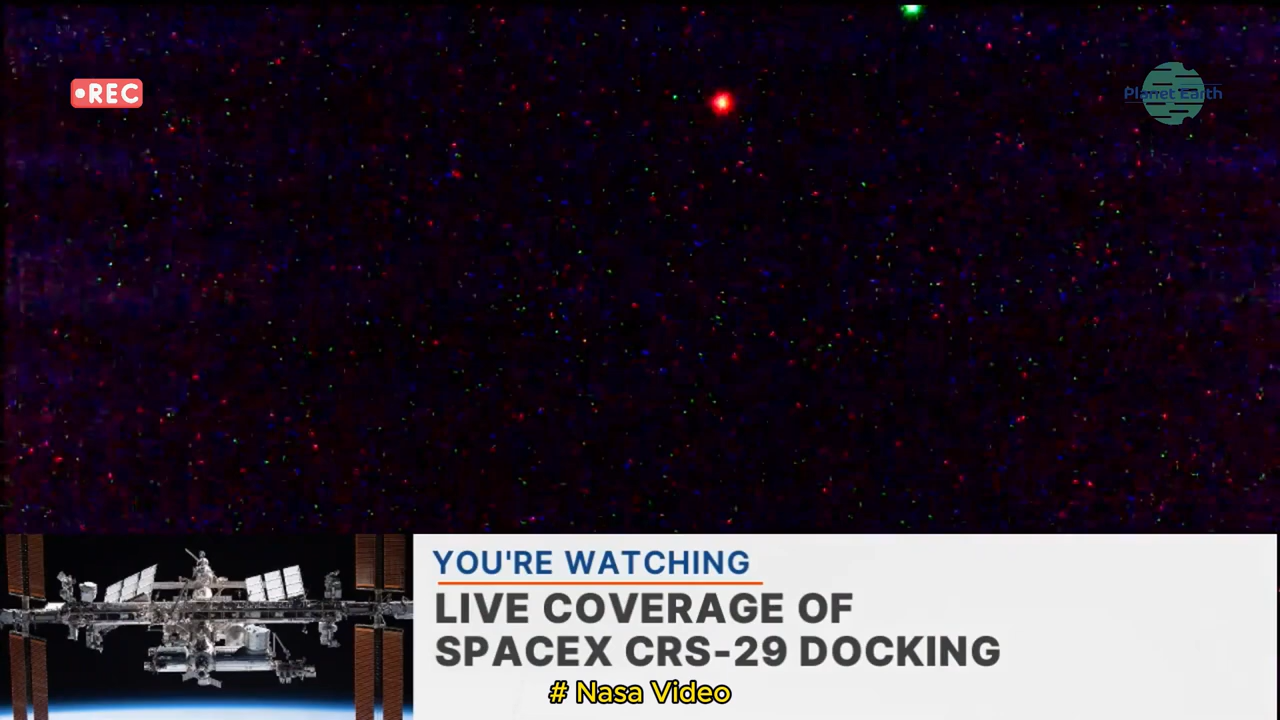 REC
Planet Earth
YOU'RE WATCHING
LIVE COVERAGE OF
SPACEX CRS-29 DOCKING
# Nasa Video